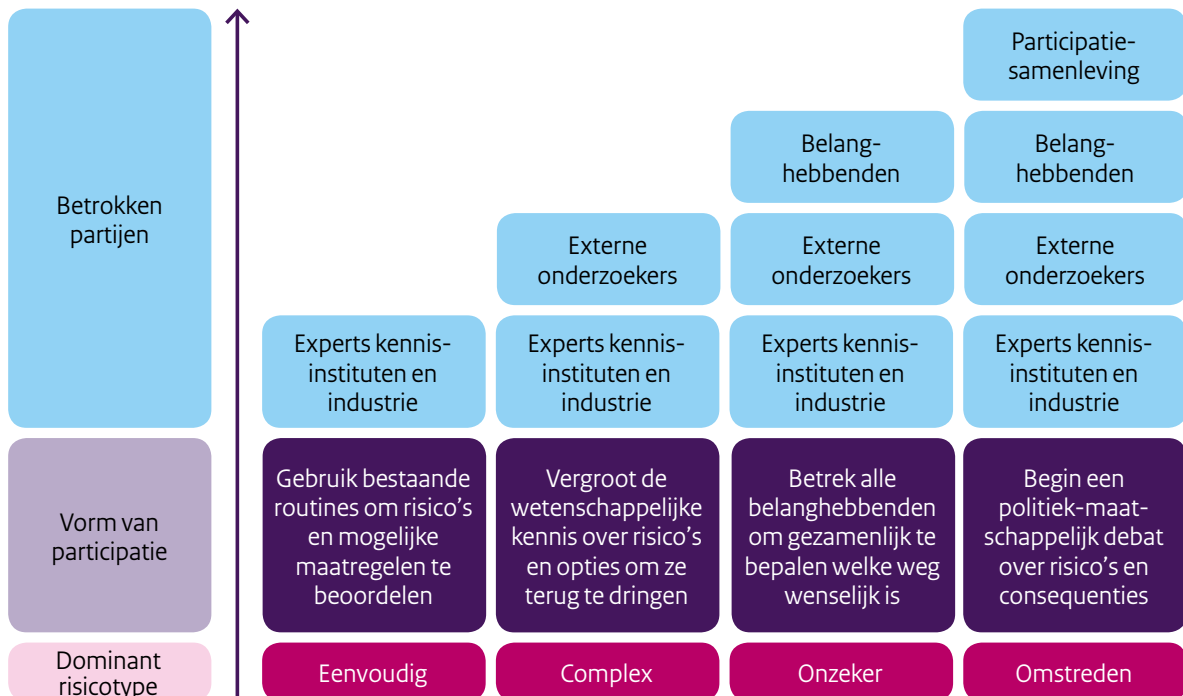 Participatie-
samenleving
Belang-
hebbenden
Belang-
hebbenden
Betrokken
partijen
Externe
onderzoekers
Externe
onderzoekers
Externe
onderzoekers
Experts kennis-
instituten en
industrie
Experts kennis-
instituten en
industrie
Experts kennis-
instituten en
industrie
Experts kennis-
instituten en
industrie
Vorm van
participatie
Gebruik bestaande
routines om risico’s
en mogelijke
maatregelen te
beoordelen
Vergroot de
wetenschappelijke
kennis over risico’s
en opties om ze
terug te dringen
Betrek alle
belanghebbenden
om gezamenlijk te
bepalen welke weg
wenselijk is
Begin een
politiek-maat-
schappelijk debat
over risico’s en
consequenties
Dominant
risicotype
Eenvoudig
Complex
Onzeker
Omstreden